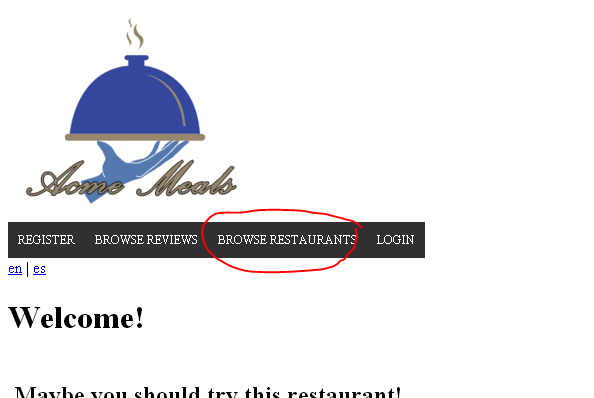 Acme Meals
REGISTER BROWSE REVIEWS BROWSE RESTAURANTS LOGIN
en | es
Welcome!
Maybe you should try this restaurant!